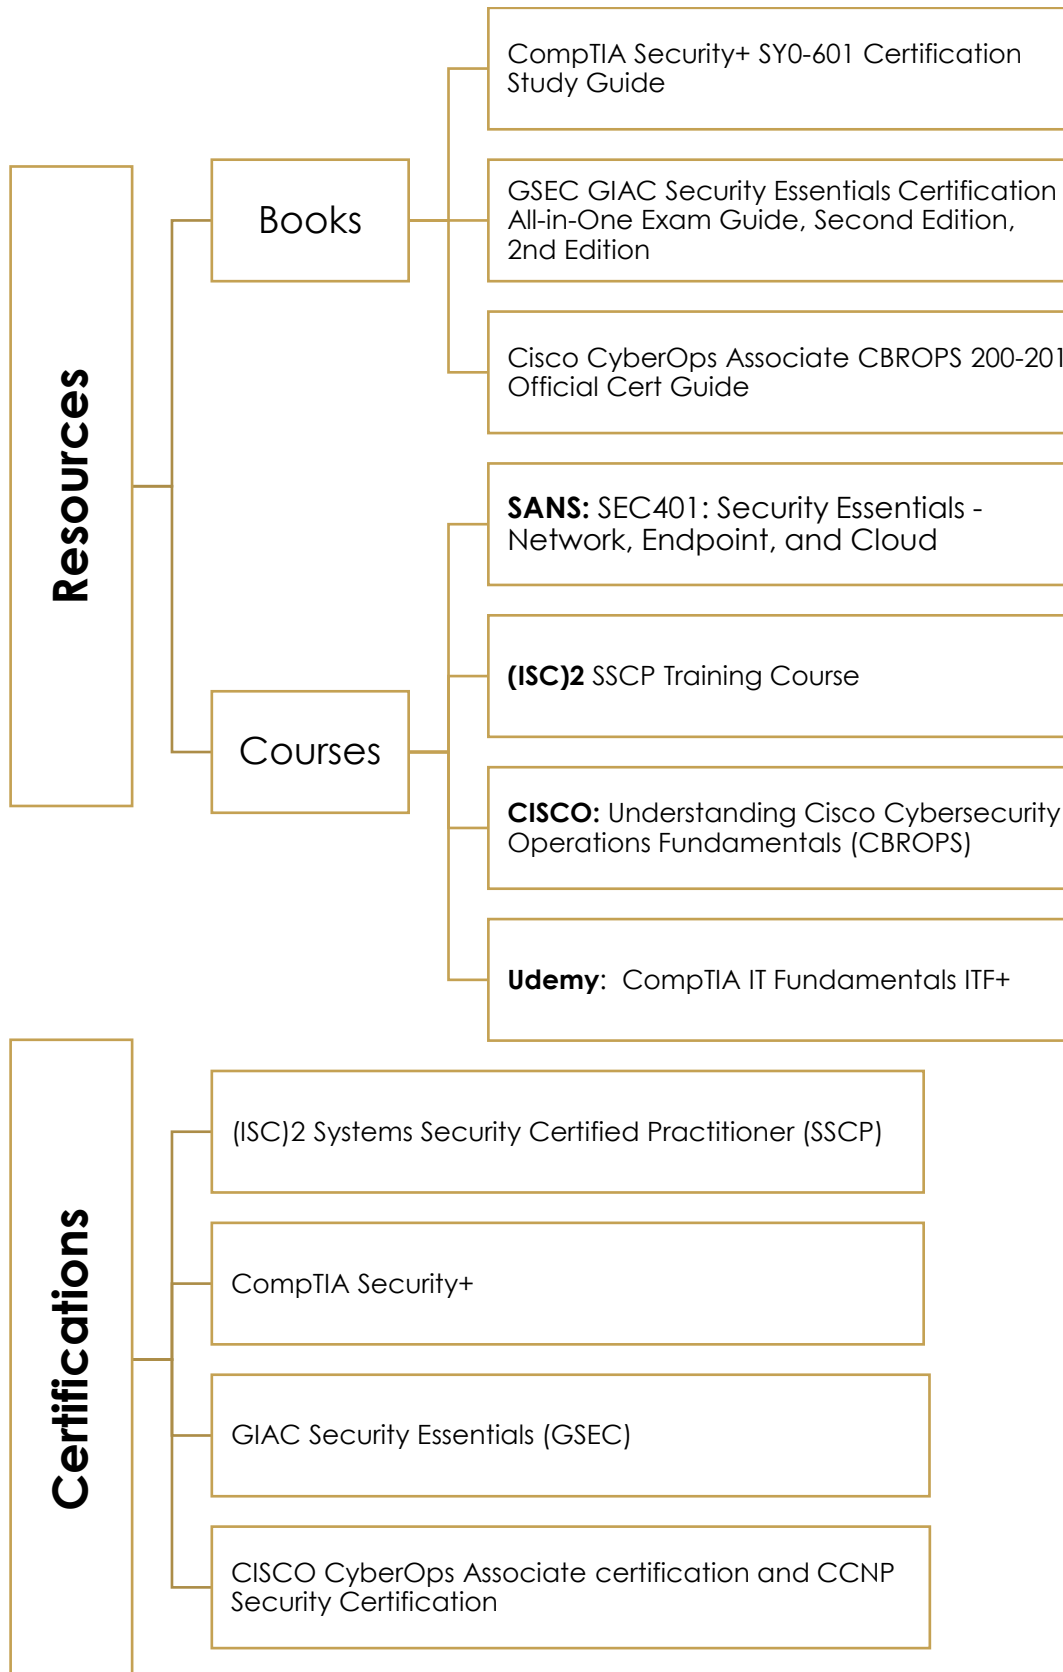 Resources
Books
CompTIA Security+ SY0-601 Certification
Study Guide
GSEC GIAC Security Essentials Certification
All-in-One Exam Guide, Second Edition,
2nd Edition
Cisco CyberOps Associate CBROPS 200-201
Official Cert Guide
Courses
SANS: SEC401: Security Essentials -
Network, Endpoint, and Cloud
(ISC)2 SSCP Training Course
CISCO: Understanding Cisco Cybersecurity
Operations Fundamentals (CBROPS)
Udemy:  CompTIA IT Fundamentals ITF+
Certifications
(ISC)2 Systems Security Certified Practitioner (SSCP)
CompTIA Security+
GIAC Security Essentials (GSEC)
CISCO CyberOps Associate certification and CCNP
Security Certification